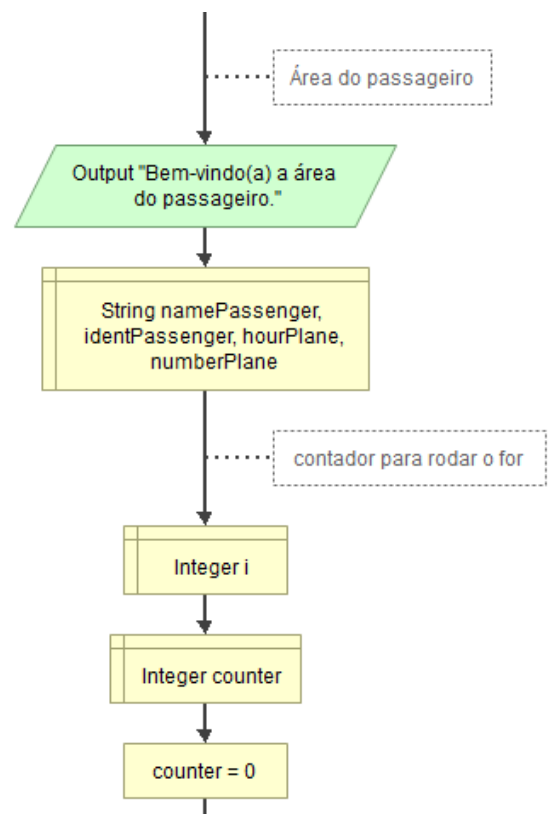 Área do passageiro
Output "Bem-vindo(a) a área
do passageiro."
String namePassenger,
identPassenger, hourPlane,
numberPlane
contador para rodar o for
Integer i
Integer counter
counter = 0